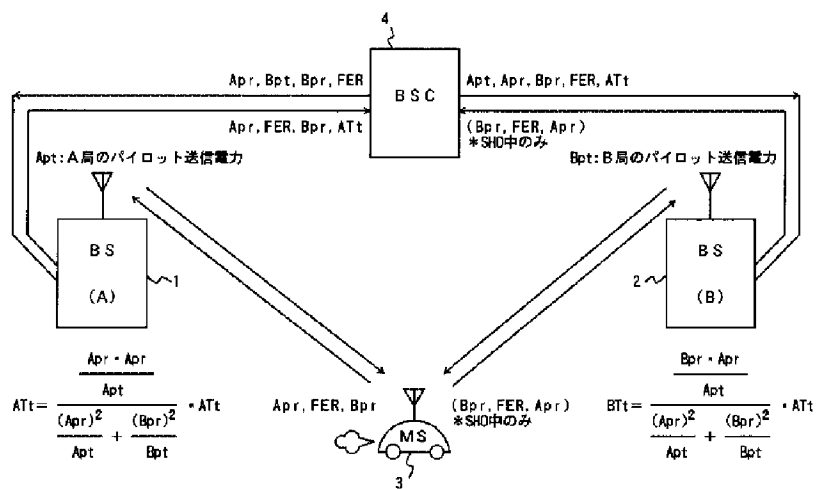 4
BSC
Apr, Bpt, Bpr, FER
Apt, Apr, Bpr, FER, ATt
Apr, FER, Bpr, ATt
(Bpr, FER, Apr)
*SHO中のみ
Apt:A局のパイロット送信電力
Bpt:B局のパイロット送信電力
BS
(A)
1
BS
(B)
2
ATt= Apr・Apr / Apt / (Apr)² / Apt + (Bpr)² / Bpt ・ATt
Apr, FER, Bpr
(Bpr, FER, Apr)
*SHO中のみ
MS
3
BTt= Bpr・Apr / Apt / (Apr)² / Apt + (Bpr)² / Bpt ・ATt